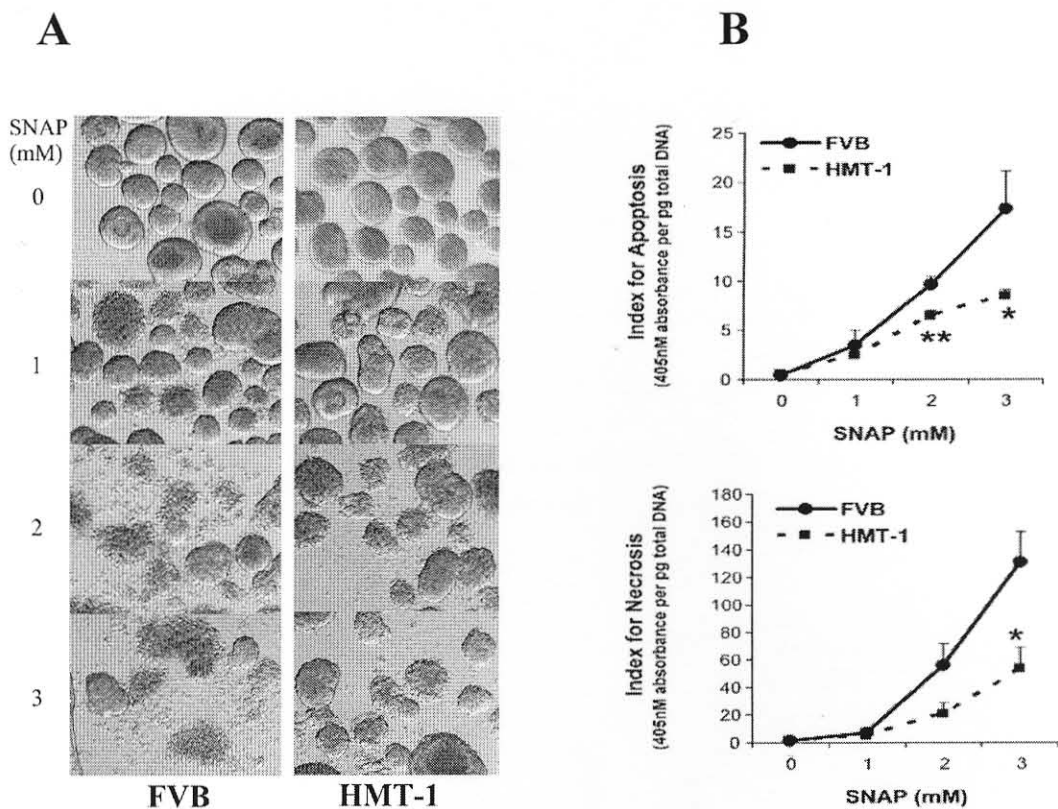 A
SNAP
(mM)
0
1
2
3
FVB
HMT-1
B
Index for Apoptosis
(405nM absorbance per pg total DNA)
25
20
15
10
5
0
FVB
HMT-1
**
*
0 1 2 3
SNAP (mM)
Index for Necrosis
(405nM absorbance per pg total DNA)
180
160
140
120
100
80
60
40
20
0
FVB
HMT-1
*
0 1 2 3
SNAP (mM)